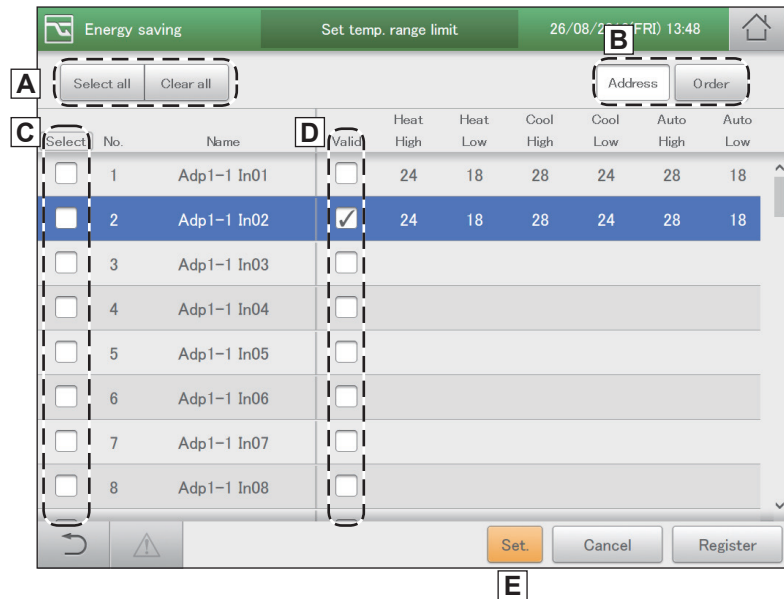 Energy saving Set temp. range limit 26/08/2 (FRI) 13:48
B
A Select all Clear all Address Order
C D
Heat Heat Cool Cool Auto Auto
Select No. Name Valid High Low High Low High Low
1 Adp1-1 In01 24 18 28 24 28 18
2 Adp1-1 In02 24 18 28 24 28 18
3 Adp1-1 In03
4 Adp1-1 In04
5 Adp1-1 In05
6 Adp1-1 In06
7 Adp1-1 In07
8 Adp1-1 In08
Set. Cancel Register
E